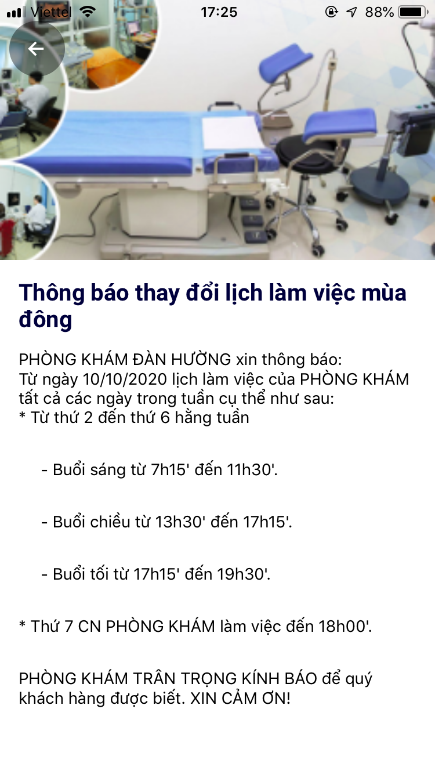 Viettel 17:25 88%
Thông báo thay đổi lịch làm việc mùa
đông
PHÒNG KHÁM ĐÀN HƯỜNG xin thông báo:
Từ ngày 10/10/2020 lịch làm việc của PHÒNG KHÁM
tất cả các ngày trong tuần cụ thể như sau:
* Từ thứ 2 đến thứ 6 hằng tuần
- Buổi sáng từ 7h15' đến 11h30'.
- Buổi chiều từ 13h30' đến 17h15'.
- Buổi tối từ 17h15' đến 19h30'.
* Thứ 7 CN PHÒNG KHÁM làm việc đến 18h00'.
PHÒNG KHÁM TRÂN TRỌNG KÍNH BÁO để quý
khách hàng được biết. XIN CẢM ƠN!